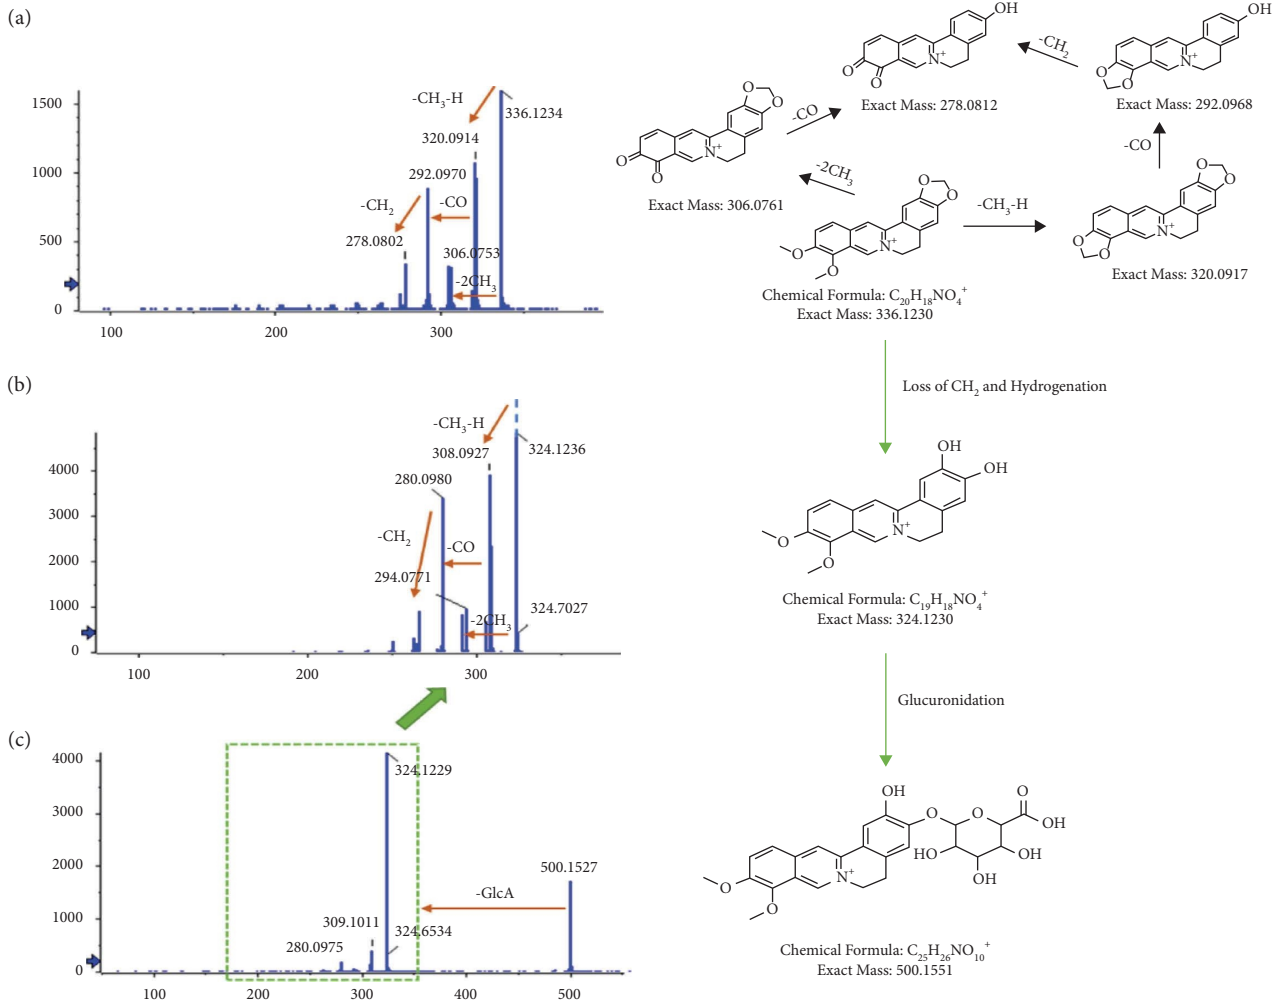 (a)
1500
1000
500
0
100
200
300
-CH3-H
336.1234
320.0914
292.0970
-CH2
-CO
278.0802
306.0753
-2CH3
OH
O
O
N+
Exact Mass: 278.0812
-CH2
OH
O
O
N+
Exact Mass: 292.0968
-CO
O
O
O
O
N+
Exact Mass: 306.0761
-2CH3
-CO
O
O
O
O
N+
Chemical Formula: C20H18NO4+
Exact Mass: 336.1230
-CH3-H
O
O
O
O
N+
Exact Mass: 320.0917
Loss of CH2 and Hydrogenation
(b)
4000
3000
2000
1000
0
100
200
300
-CH3-H
308.0927
324.1236
280.0980
-CH2
-CO
294.0771
324.7027
-2CH3
OH
OH
O
O
N+
Chemical Formula: C19H18NO4+
Exact Mass: 324.1230
Glucuronidation
(c)
4000
3000
2000
1000
0
100
200
300
400
500
324.1229
500.1527
-GlcA
309.1011
324.6534
280.0975
OH
O
O
O
OH
HO
OH
OH
O
O
N+
Chemical Formula: C25H26NO10+
Exact Mass: 500.1551